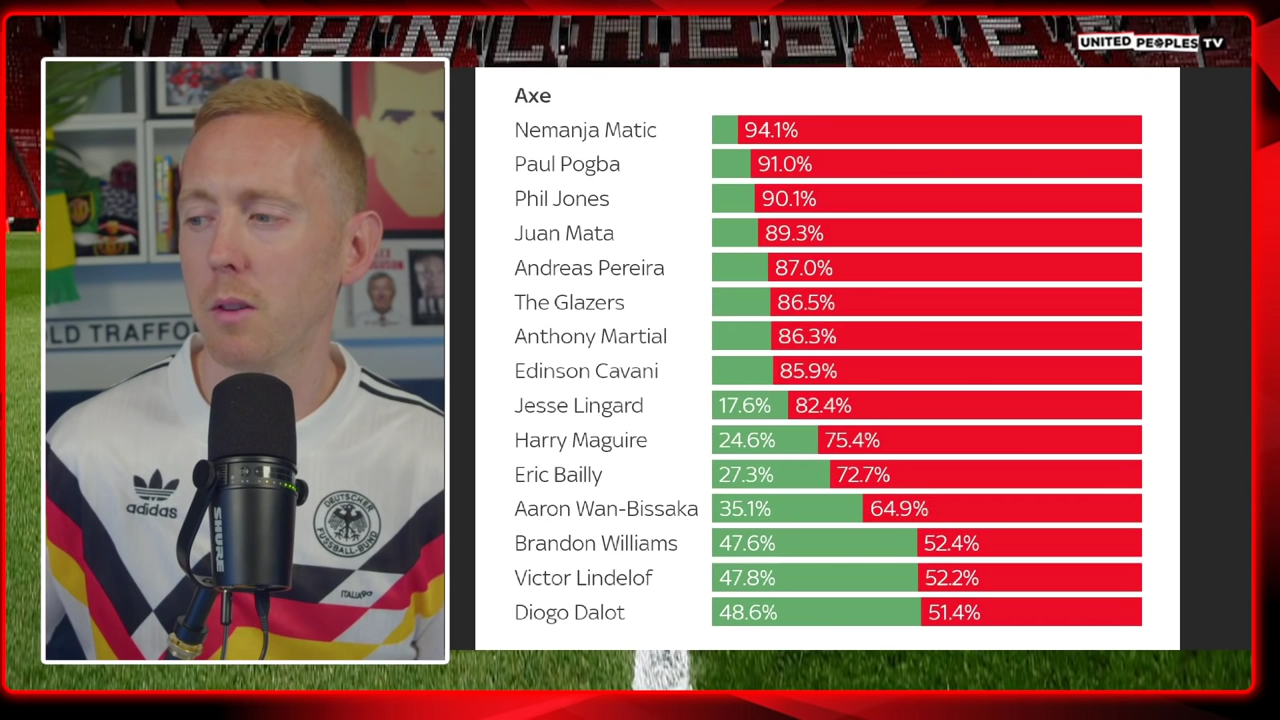 MANCHESTE
UNITED PEOPLES TV
Axe
Nemanja Matic 94.1%
Paul Pogba 91.0%
Phil Jones 90.1%
Juan Mata 89.3%
Andreas Pereira 87.0%
The Glazers 86.5%
Anthony Martial 86.3%
Edinson Cavani 85.9%
Jesse Lingard 17.6% 82.4%
Harry Maguire 24.6% 75.4%
Eric Bailly 27.3% 72.7%
Aaron Wan-Bissaka 35.1% 64.9%
Brandon Williams 47.6% 52.4%
Victor Lindelof 47.8% 52.2%
Diogo Dalot 48.6% 51.4%
LD TRAFFO
adidas
DEUTSCHER
FUSSBALL-BUND
ITALIA90
SHURE